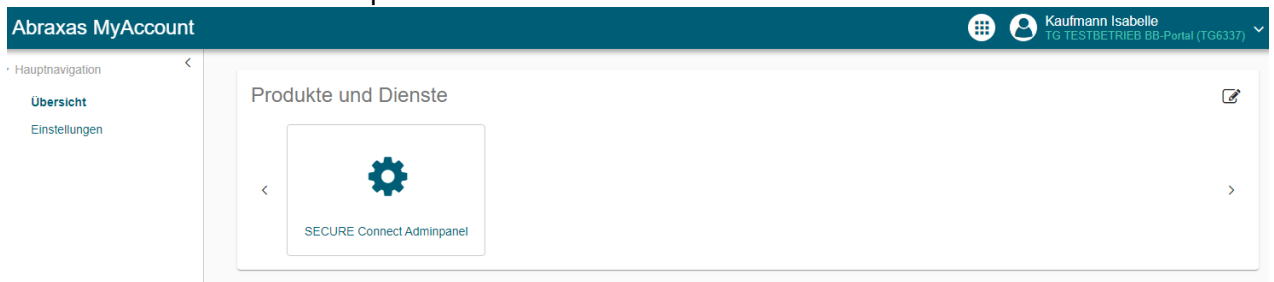 Abraxas MyAccount
Kaufmann Isabelle
TG TESTBETRIEB BB-Portal (TG6337)
Hauptnavigation
Übersicht
Einstellungen
Produkte und Dienste
SECURE Connect Adminpanel